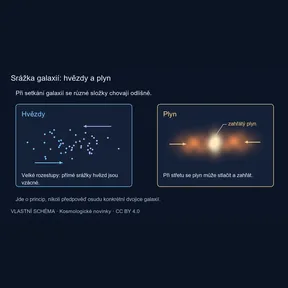 Srážka galaxií: hvězdy a plyn
Při setkání galaxií se různé složky chovají odlišně.
Hvězdy
Velké rozestupy: přímé srážky hvězd jsou
vzácné.
Plyn
zahřátý plyn
Při střetu se plyn může stlačit a zahřát.
Jde o princip, nikoli předpověď osudu konkrétní dvojice galaxií.
VLASTNÍ SCHÉMA · Kosmologické novinky · CC BY 4.0